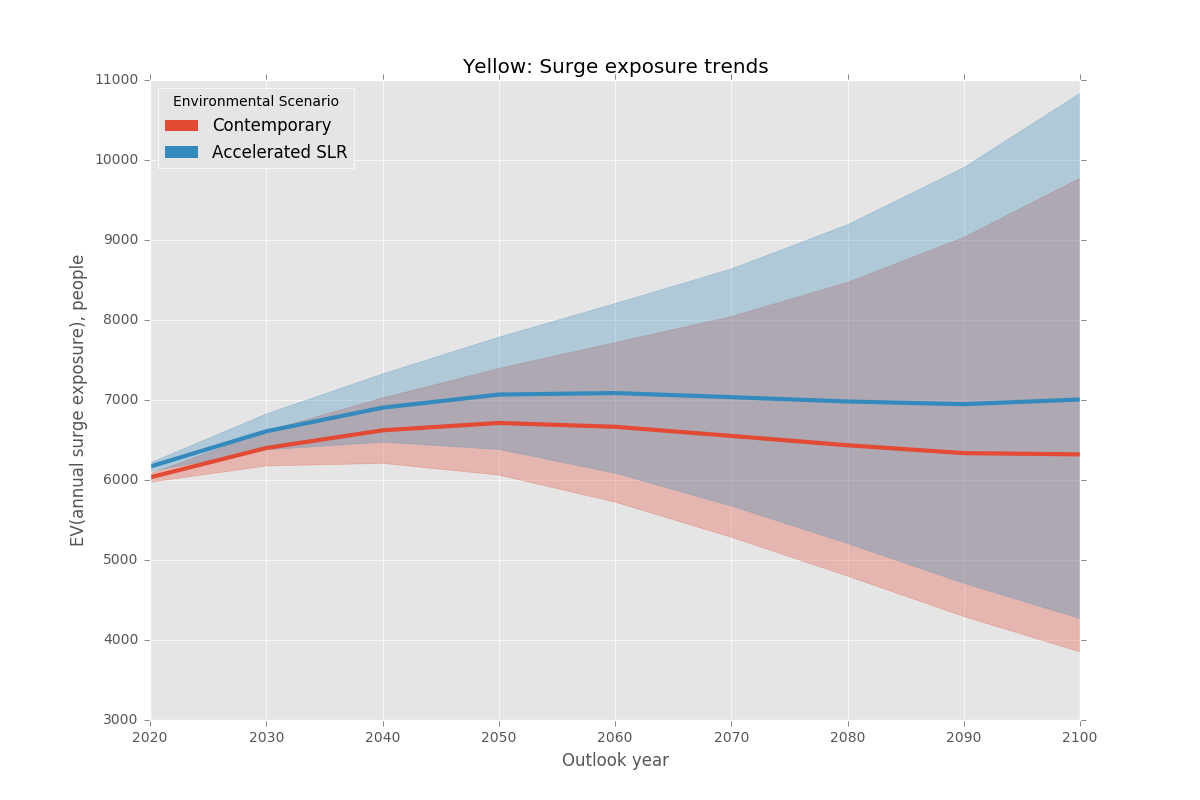 Yellow: Surge exposure trends
Environmental Scenario
Contemporary
Accelerated SLR
EV(annual surge exposure), people
11000
10000
9000
8000
7000
6000
5000
4000
3000
2020 2030 2040 2050 2060 2070 2080 2090 2100
Outlook year